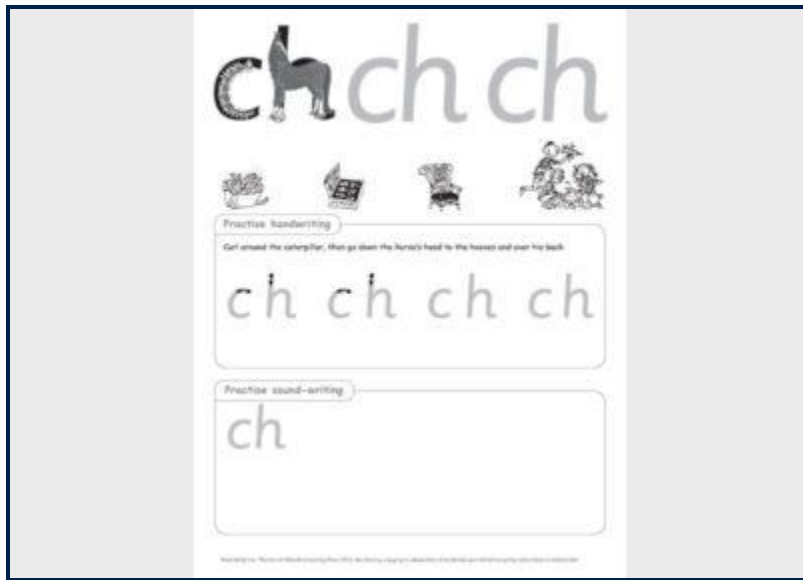 ch ch ch
Practise handwriting
Curl around the caterpillar, then go down the horse's head to the hooves and over his back
ch ch ch ch
Practise sound-writing
ch